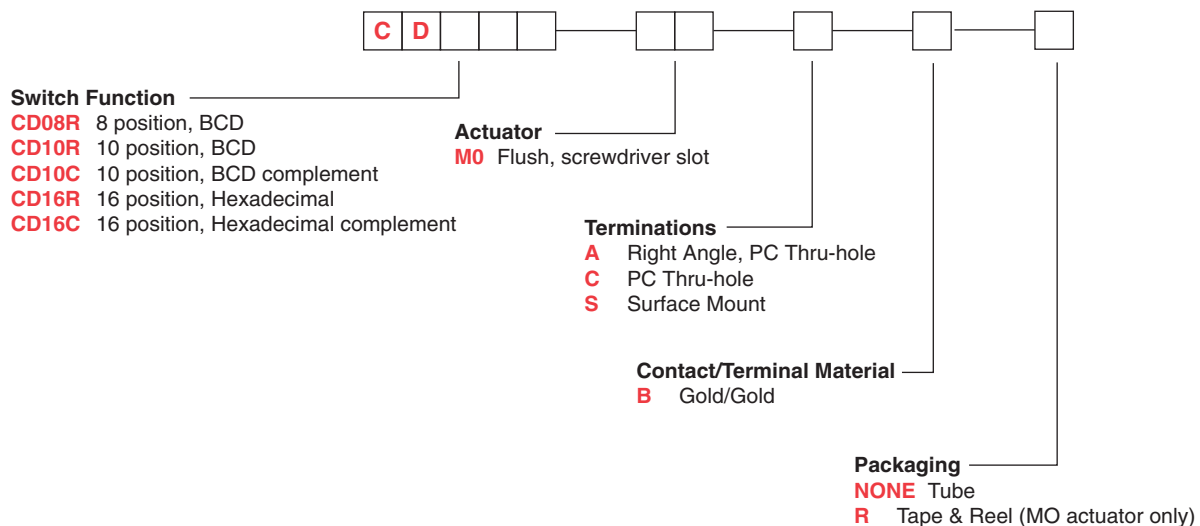 C D
Switch Function
CD08R 8 position, BCD
CD10R 10 position, BCD
CD10C 10 position, BCD complement
CD16R 16 position, Hexadecimal
CD16C 16 position, Hexadecimal complement
Actuator
M0 Flush, screwdriver slot
Terminations
A Right Angle, PC Thru-hole
C PC Thru-hole
S Surface Mount
Contact/Terminal Material
B Gold/Gold
Packaging
NONE Tube
R Tape & Reel (MO actuator only)